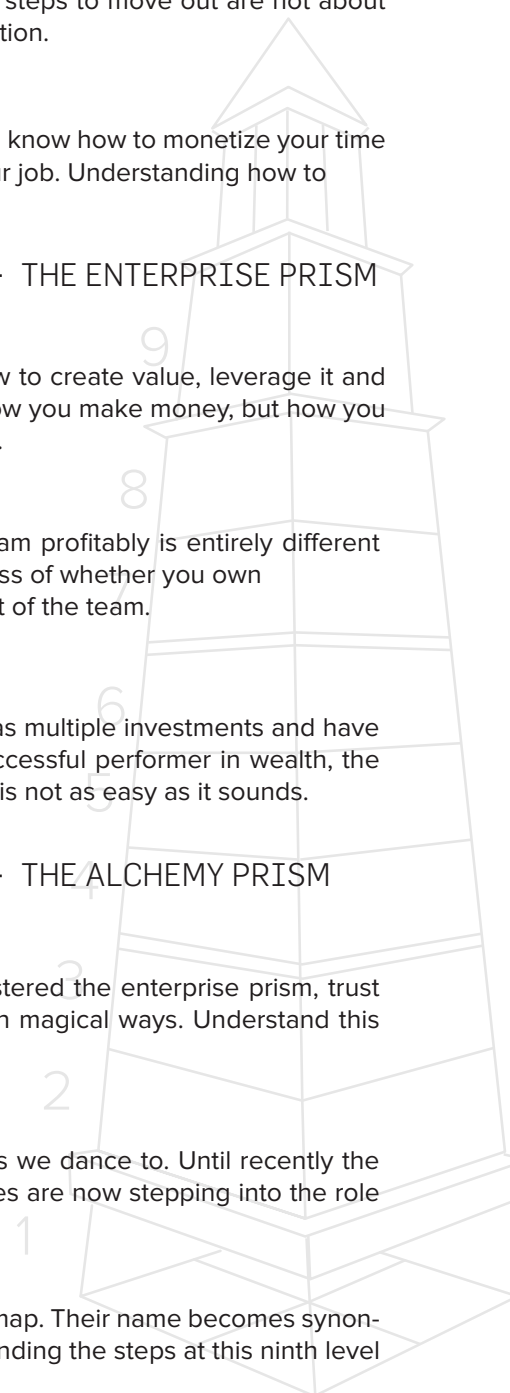 steps to move out are not about
tion.
know how to monetize your time
r job. Understanding how to
THE ENTERPRISE PRISM
9
w to create value, leverage it and
ow you make money, but how you
8
am profitably is entirely different
ss of whether you own
t of the team.
6
as multiple investments and have
ccessful performer in wealth, the
5
is not as easy as it sounds.
THE ALCHEMY PRISM
4
3
stered the enterprise prism, trust
n magical ways. Understand this
2
s we dance to. Until recently the
es are now stepping into the role
1
map. Their name becomes synon-
nding the steps at this ninth level